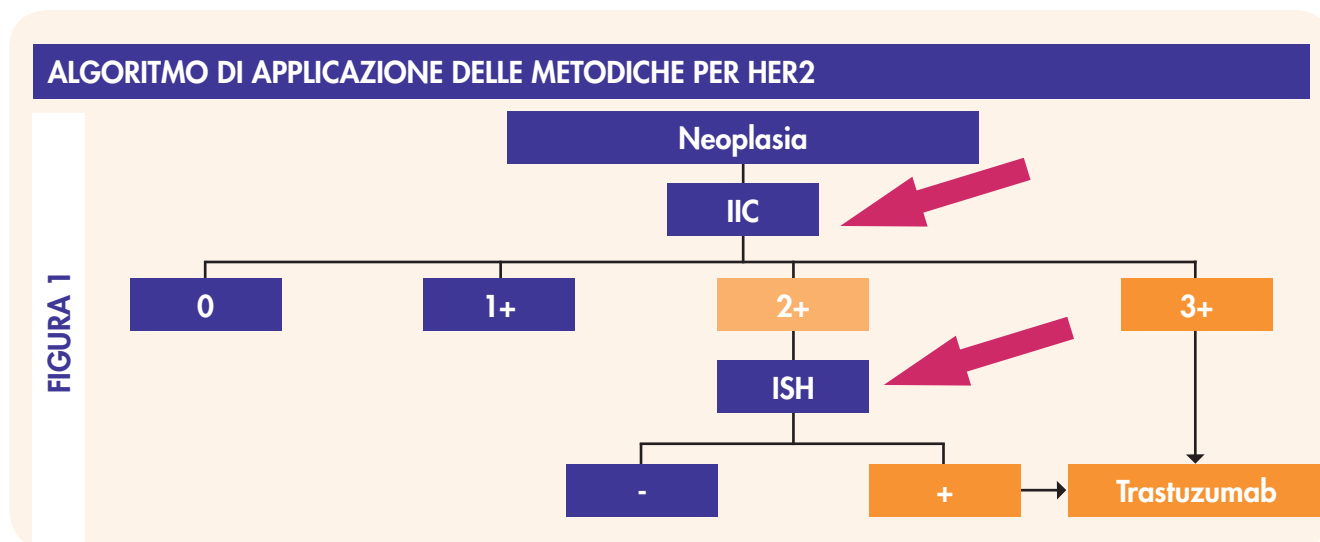 ALGORITMO DI APPLICAZIONE DELLE METODICHE PER HER2
FIGURA 1
Neoplasia
IIC
0
1+
2+
3+
ISH
-
+
Trastuzumab